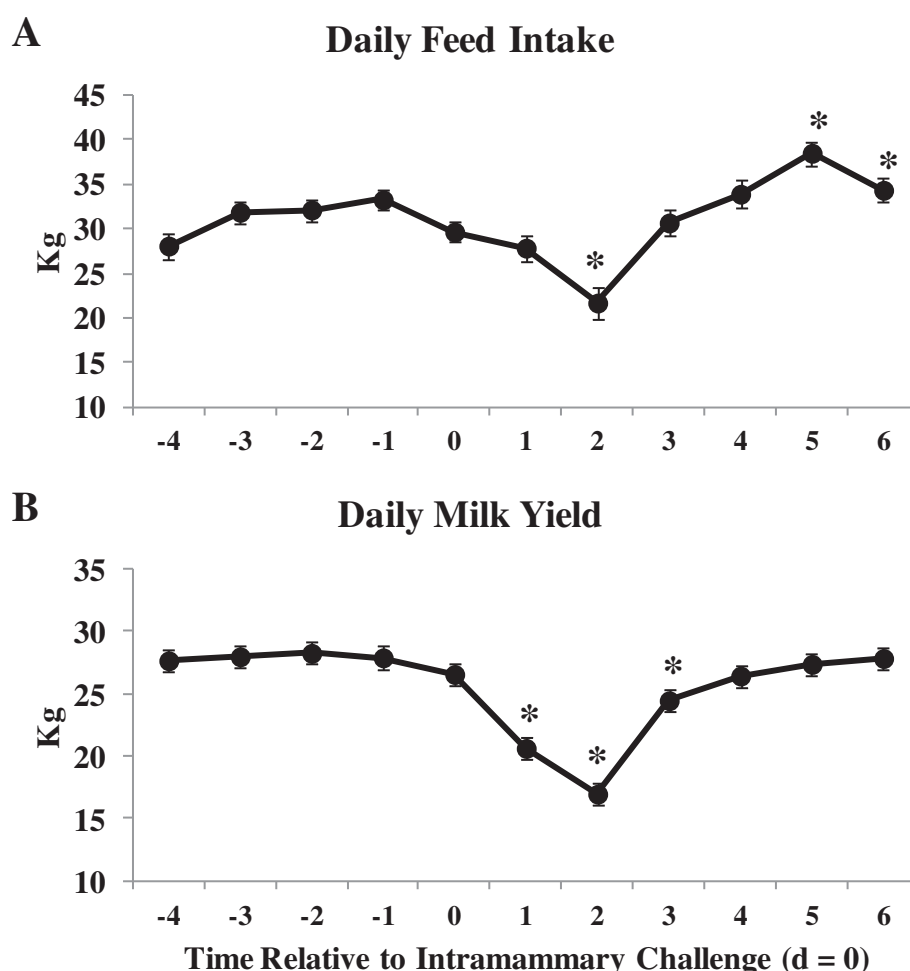 A
Daily Feed Intake
45
40
35
30
25
20
15
10
Kg
* * *
-4 -3 -2 -1 0 1 2 3 4 5 6
B
Daily Milk Yield
35
30
25
20
15
10
Kg
* * *
-4 -3 -2 -1 0 1 2 3 4 5 6
Time Relative to Intramammary Challenge (d = 0)